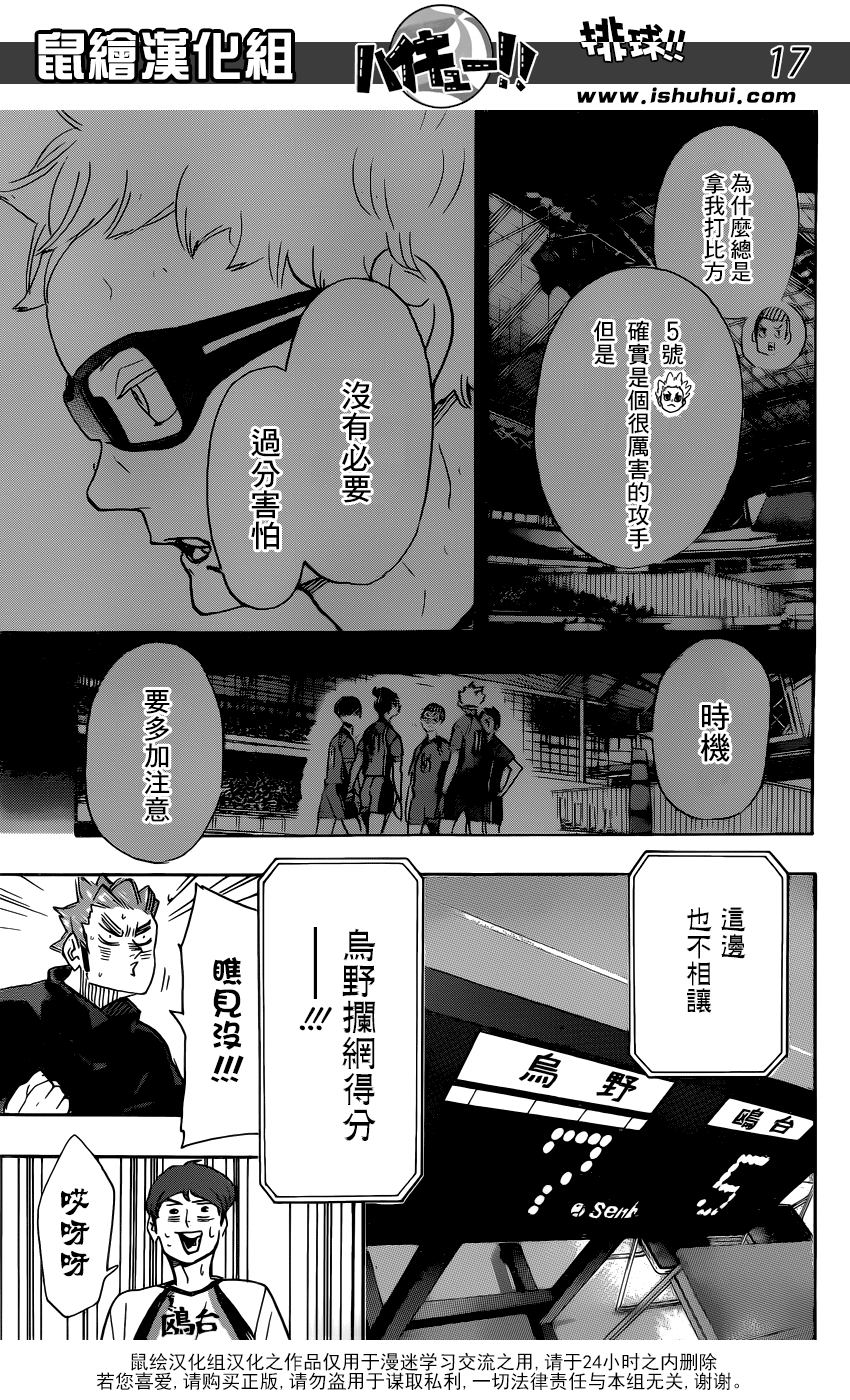 鼠繪漢化組
ハイキュー!!
排球!!
17
www.ishuhui.com
為什麼總是
拿我打比方
5號
確實是個很厲害的攻手
但是
沒有必要
過分害怕
時機
要多加注意
這邊
也不相讓
烏野
鷗台
7
5
烏野攔網得分
——!!!
瞧見沒!!!
哎呀呀
鷗台
鼠绘汉化组汉化之作品仅用于漫迷学习交流之用, 请于24小时之内删除
若您喜爱, 请购买正版, 请勿盗用于谋取私利, 一切法律责任与本组无关, 谢谢。